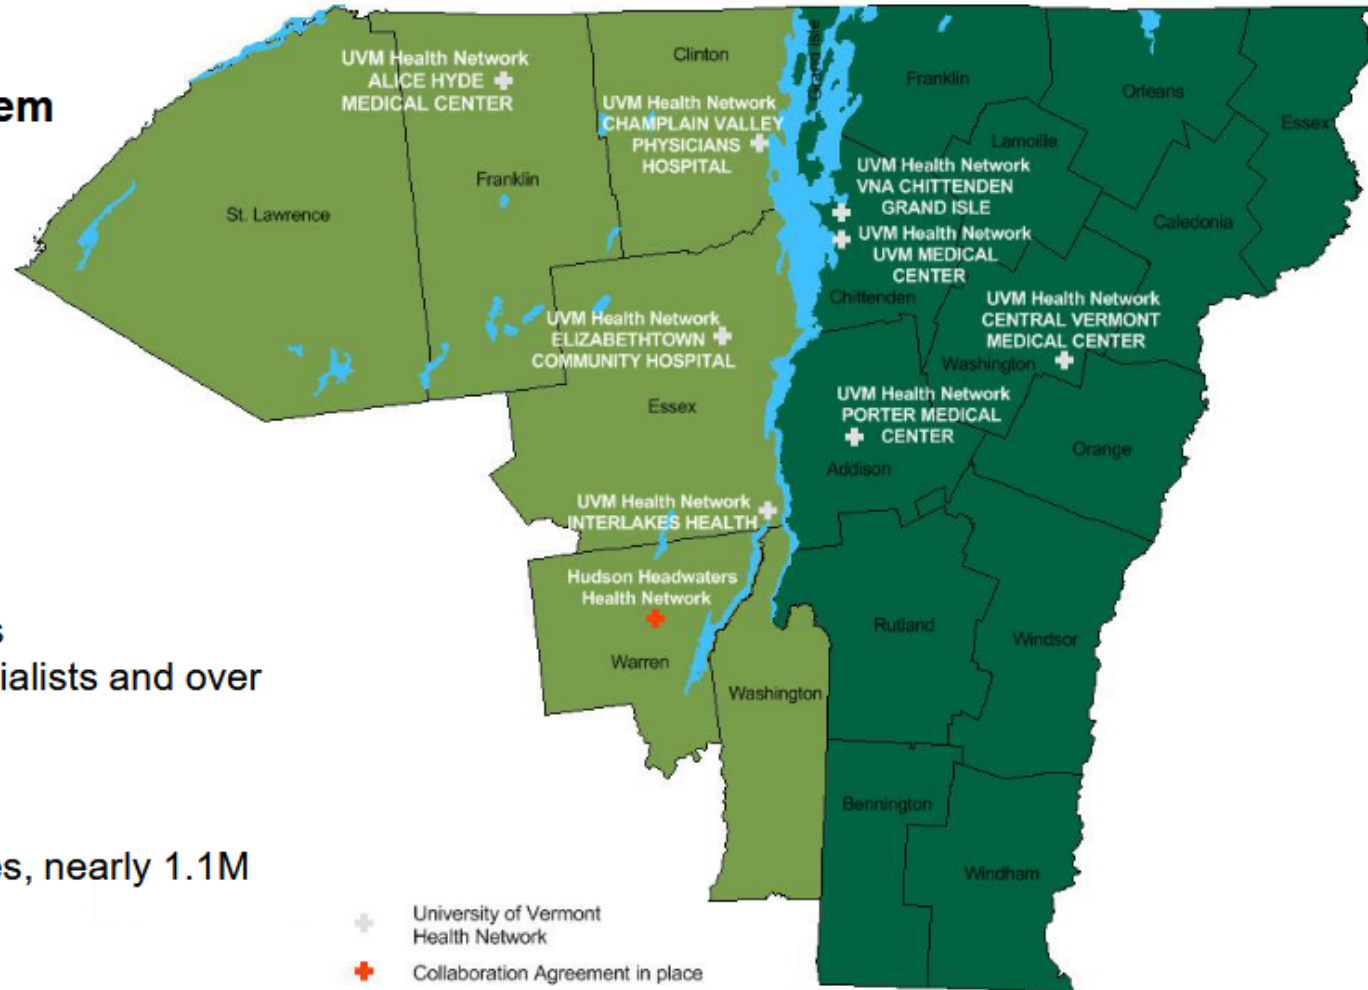 em
s
ialists and over
es, nearly 1.1M
UVM Health Network
ALICE HYDE
MEDICAL CENTER
Clinton
UVM Health Network
CHAMPLAIN VALLEY
PHYSICIANS
HOSPITAL
St. Lawrence
Franklin
UVM Health Network
ELIZABETHTOWN
COMMUNITY HOSPITAL
Essex
UVM Health Network
INTERLAKES HEALTH
Hudson Headwaters
Health Network
Warren
Washington
Grand Isle
Franklin
Orleans
Essex
Lamoille
UVM Health Network
VNA CHITTENDEN
GRAND ISLE
Caledonia
UVM Health Network
UVM MEDICAL
CENTER
Chittenden
UVM Health Network
CENTRAL VERMONT
MEDICAL CENTER
Washington
UVM Health Network
PORTER MEDICAL
CENTER
Addison
Orange
Rutland
Windsor
Bennington
Windham
University of Vermont
Health Network
Collaboration Agreement in place